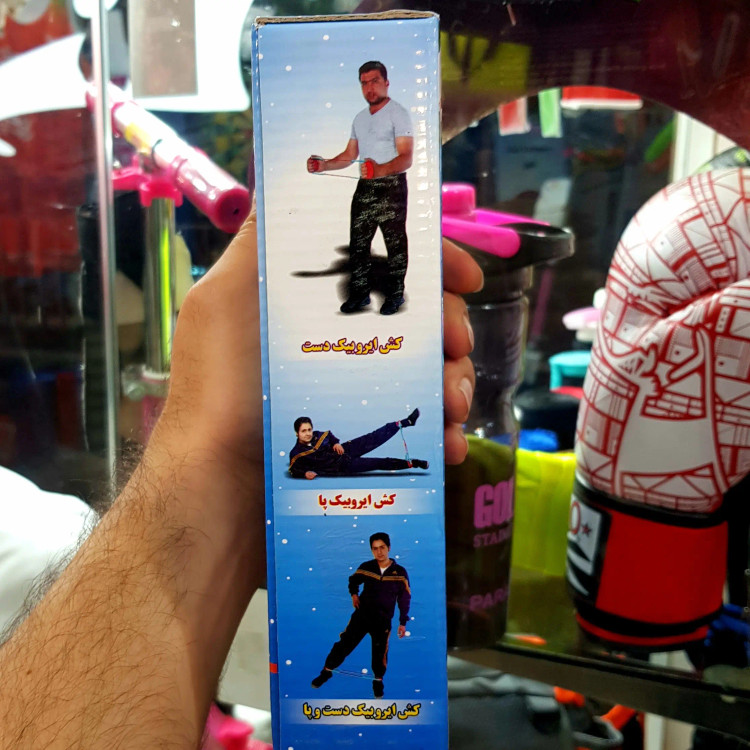 کش ایروبیک دست
کش ایروبیک پا
کش ایروبیک دست و پا